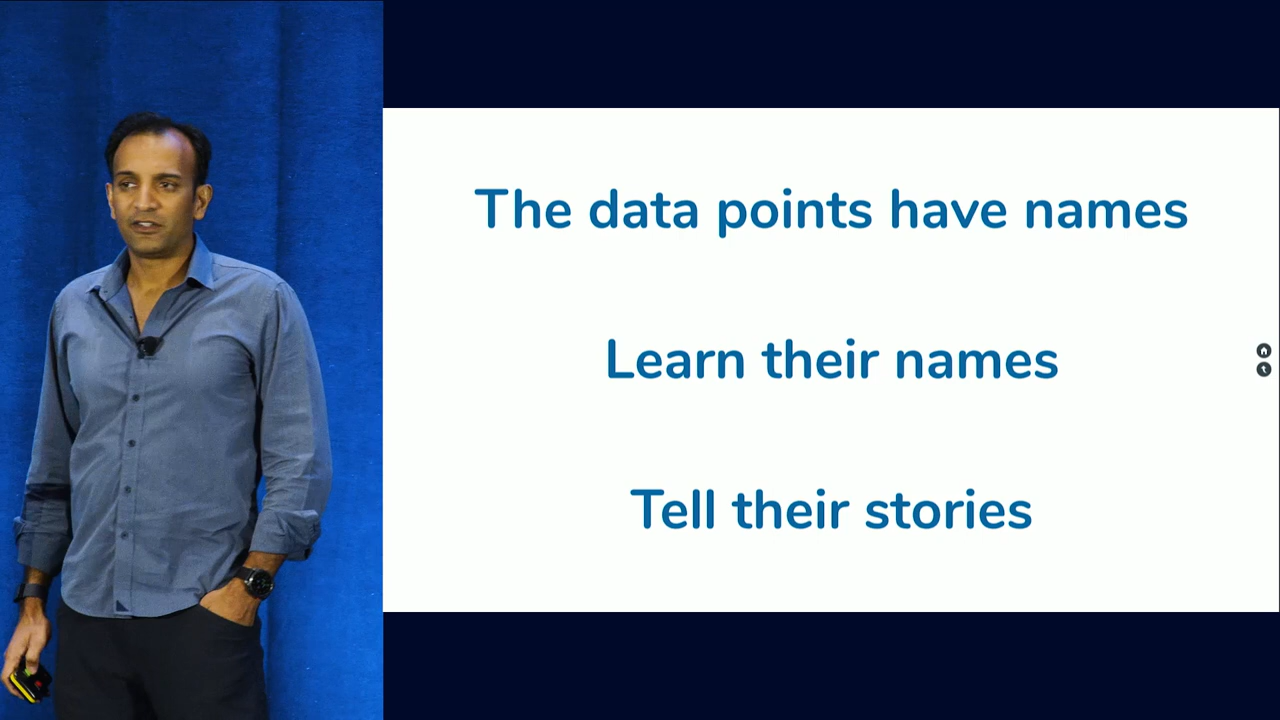 The data points have names
Learn their names
Tell their stories